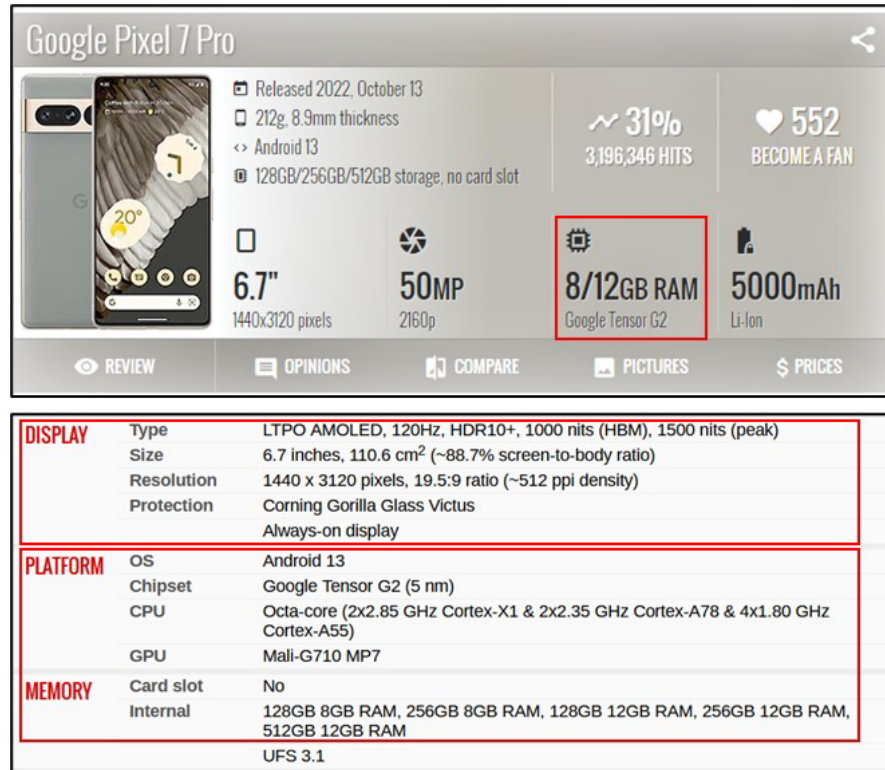 Google Pixel 7 Pro
Released 2022, October 13
212g, 8.9mm thickness
Android 13
128GB/256GB/512GB storage, no card slot
31%
3,196,346 HITS
552
BECOME A FAN
20°
G
6.7"
1440x3120 pixels
50MP
2160p
8/12GB RAM
Google Tensor G2
5000mAh
Li-Ion
REVIEW
OPINIONS
COMPARE
PICTURES
$ PRICES
DISPLAY Type LTPO AMOLED, 120Hz, HDR10+, 1000 nits (HBM), 1500 nits (peak)
Size 6.7 inches, 110.6 cm² (~88.7% screen-to-body ratio)
Resolution 1440 x 3120 pixels, 19.5:9 ratio (~512 ppi density)
Protection Corning Gorilla Glass Victus
Always-on display
PLATFORM OS Android 13
Chipset Google Tensor G2 (5 nm)
CPU Octa-core (2x2.85 GHz Cortex-X1 & 2x2.35 GHz Cortex-A78 & 4x1.80 GHz
Cortex-A55)
GPU Mali-G710 MP7
MEMORY Card slot No
Internal 128GB 8GB RAM, 256GB 8GB RAM, 128GB 12GB RAM, 256GB 12GB RAM,
512GB 12GB RAM
UFS 3.1